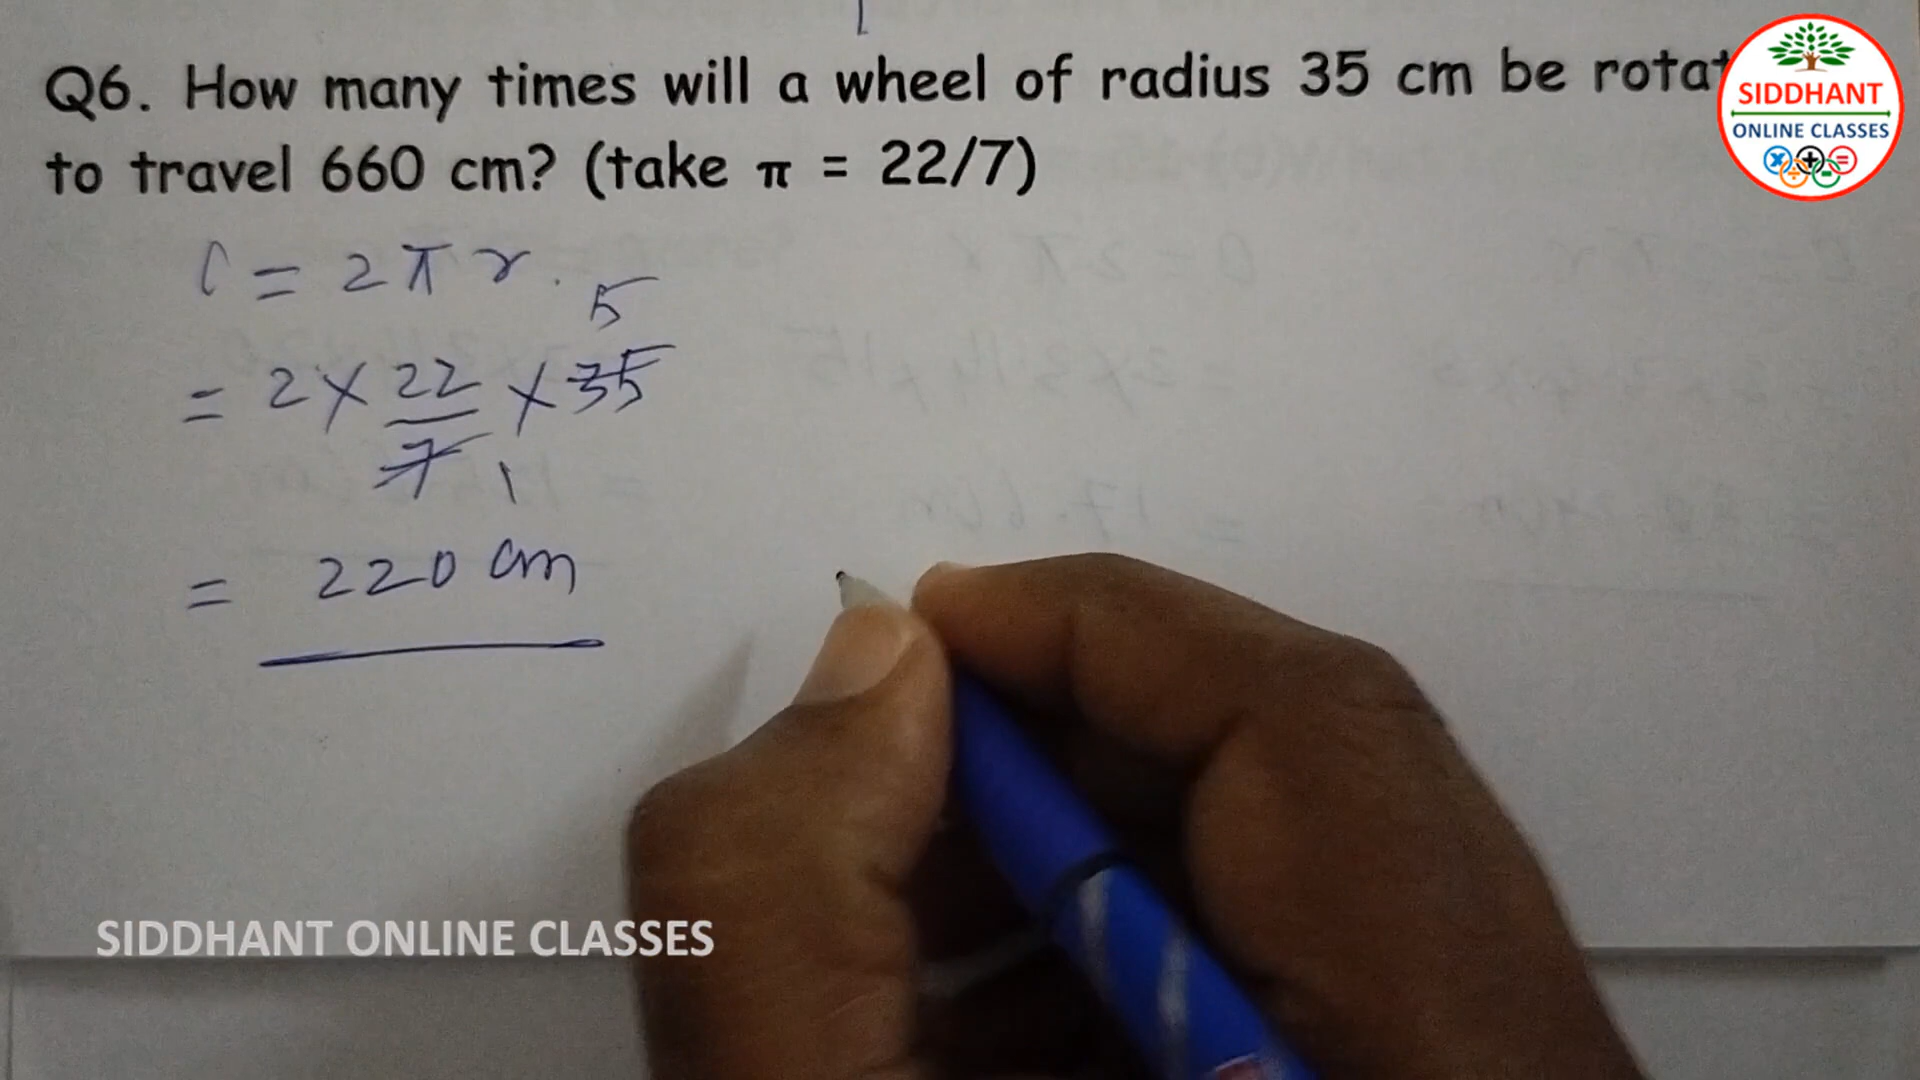 Q6. How many times will a wheel of radius 35 cm be rotat
to travel 660 cm? (take π = 22/7)
SIDDHANT
ONLINE CLASSES
C = 2πr
5
= 2 × 22/7 × 35
1
= 220 cm
SIDDHANT ONLINE CLASSES